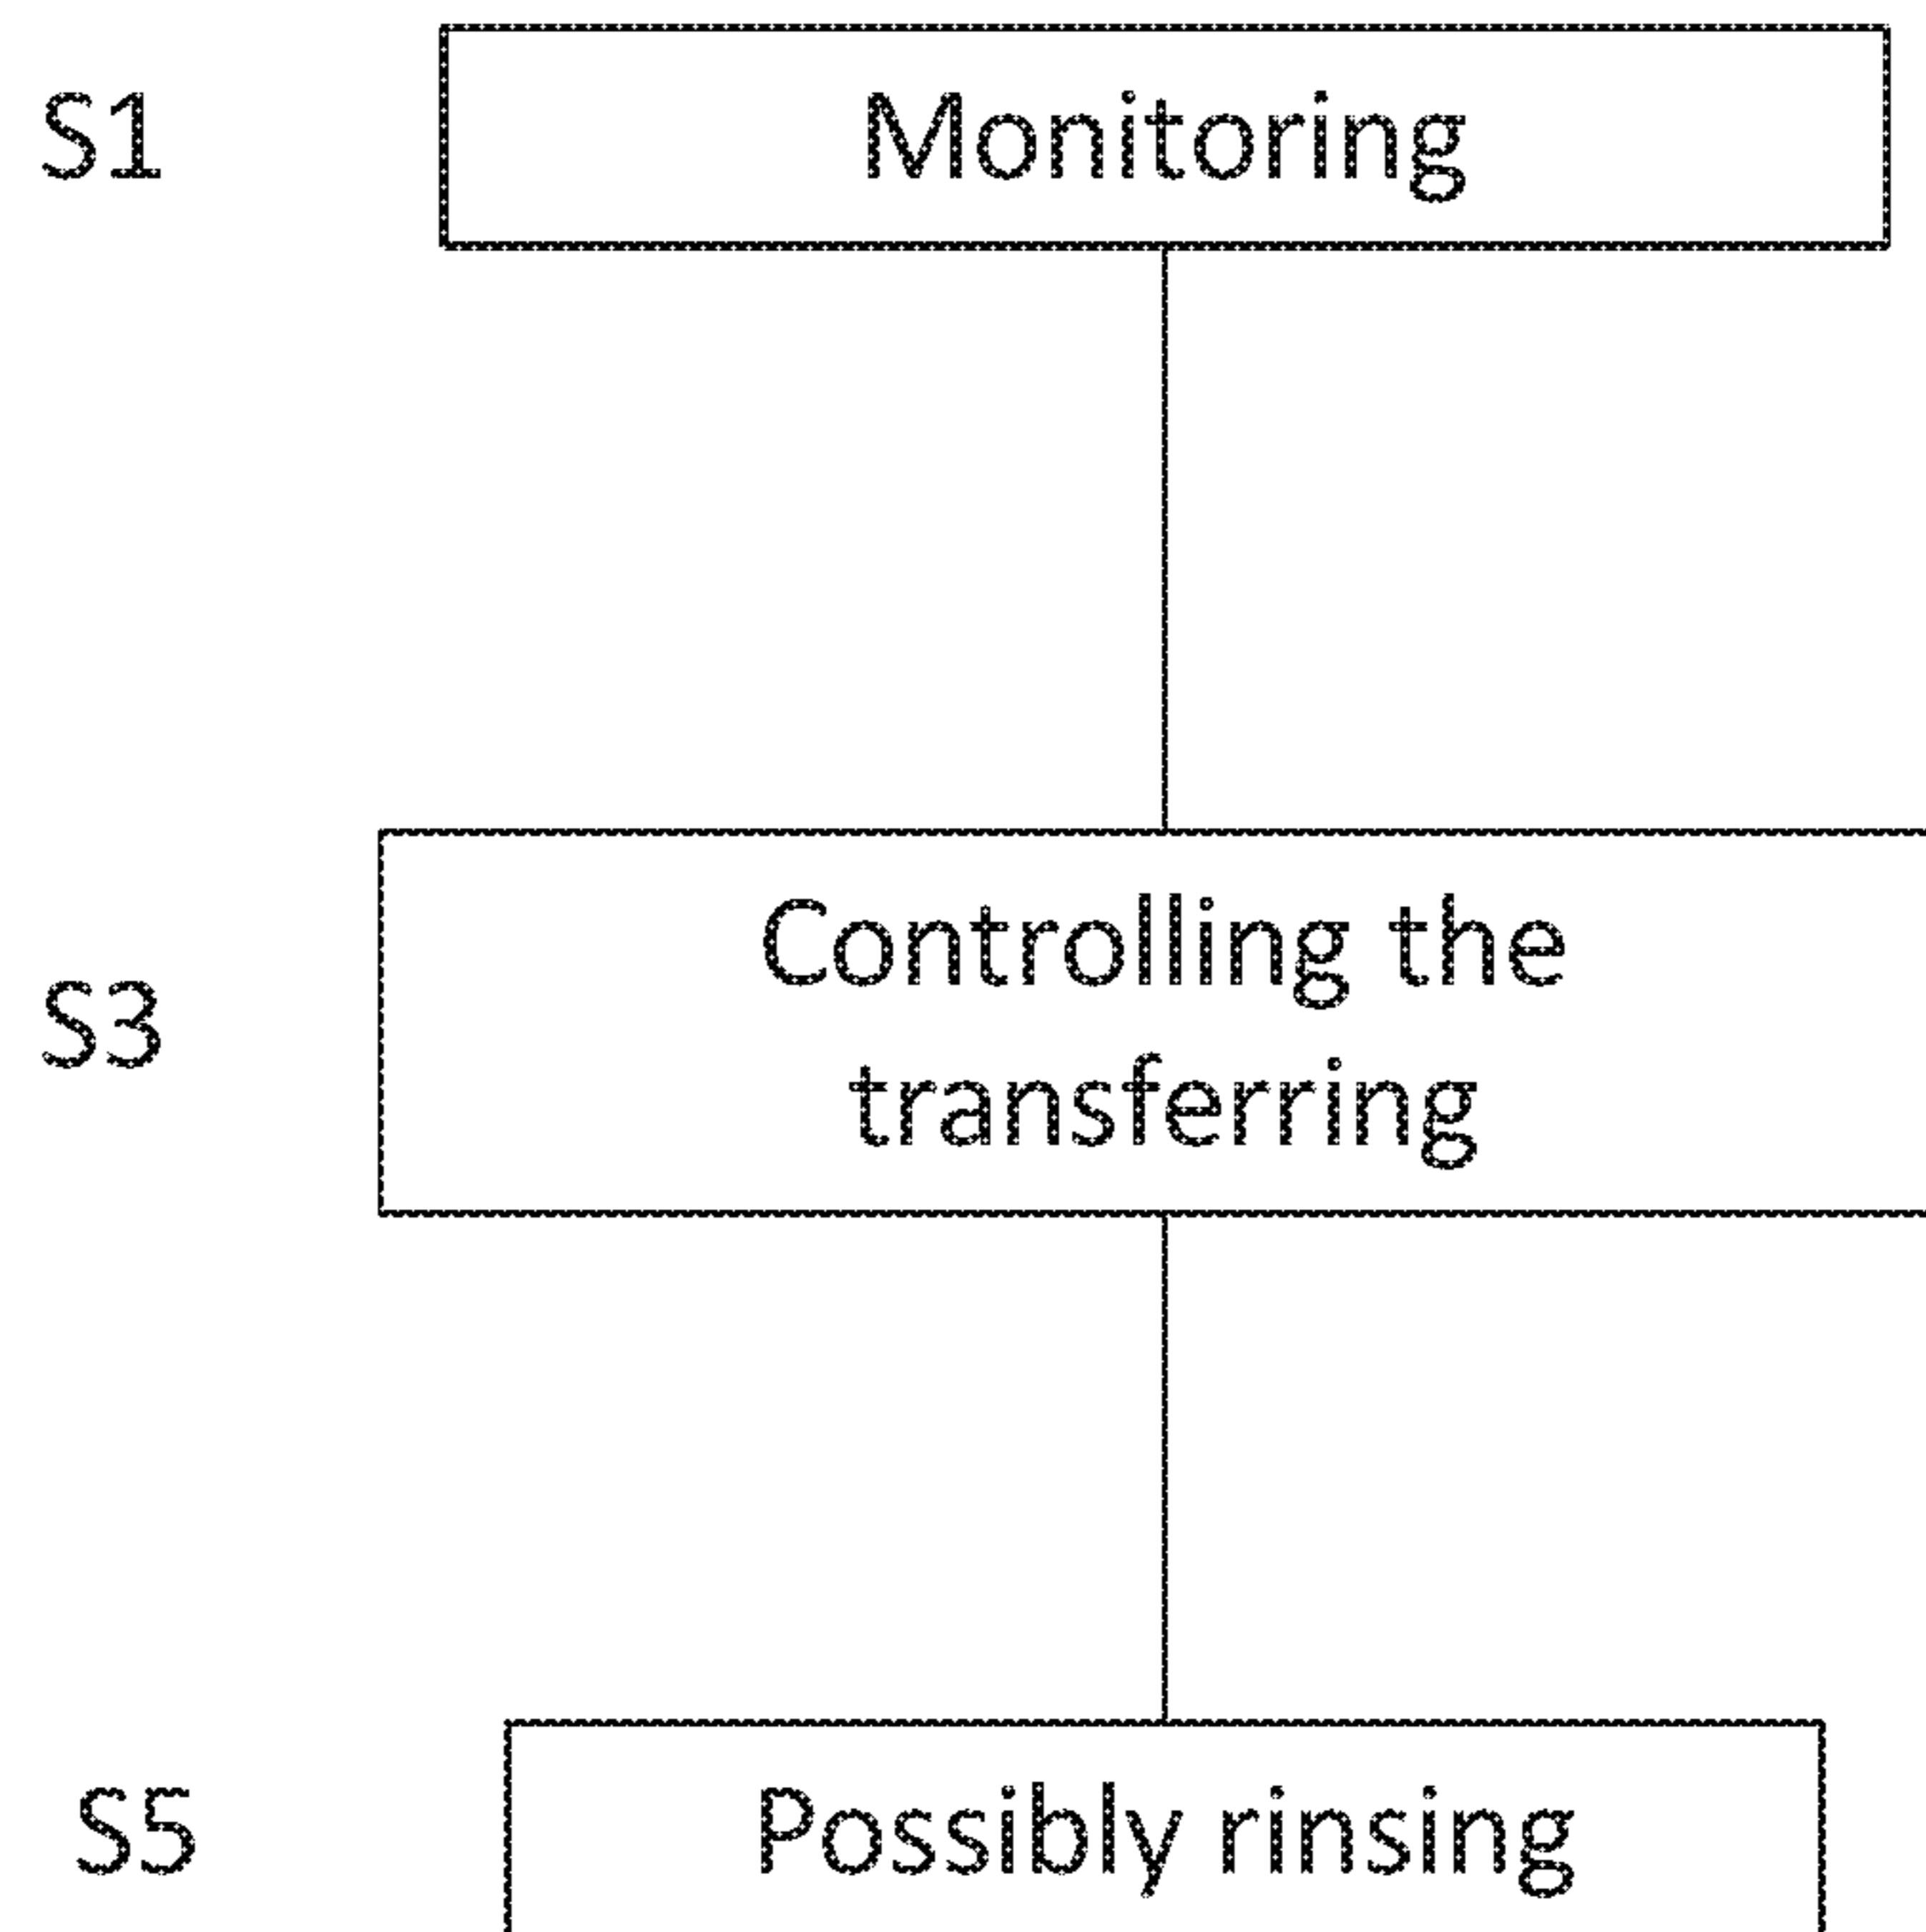 S1 Monitoring
Controlling the
S3
transferring
S5 Possibly rinsing